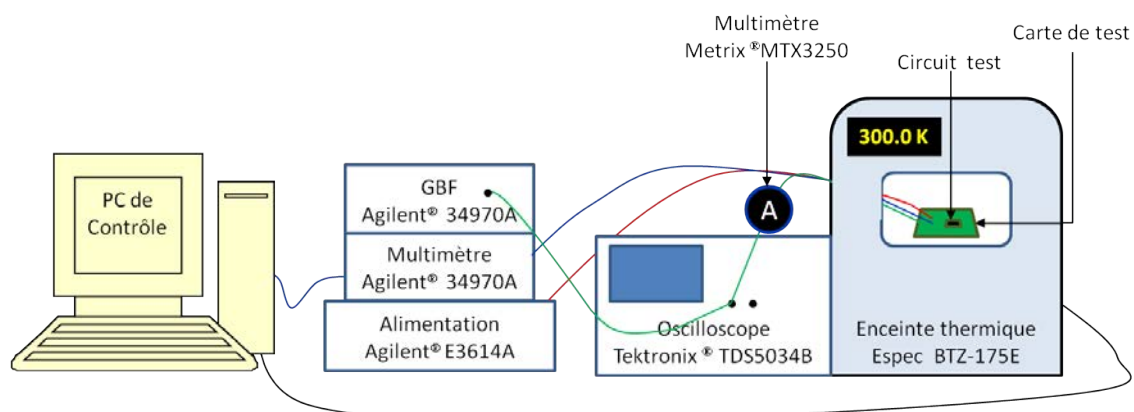 Multimètre
Metrix ®MTX3250
Carte de test
Circuit test
300.0 K
PC de
Contrôle
GBF
Agilent® 34970A
A
Multimètre
Agilent® 34970A
Alimentation
Agilent® E3614A
Oscilloscope
Tektronix ® TDS5034B
Enceinte thermique
Espec BTZ-175E